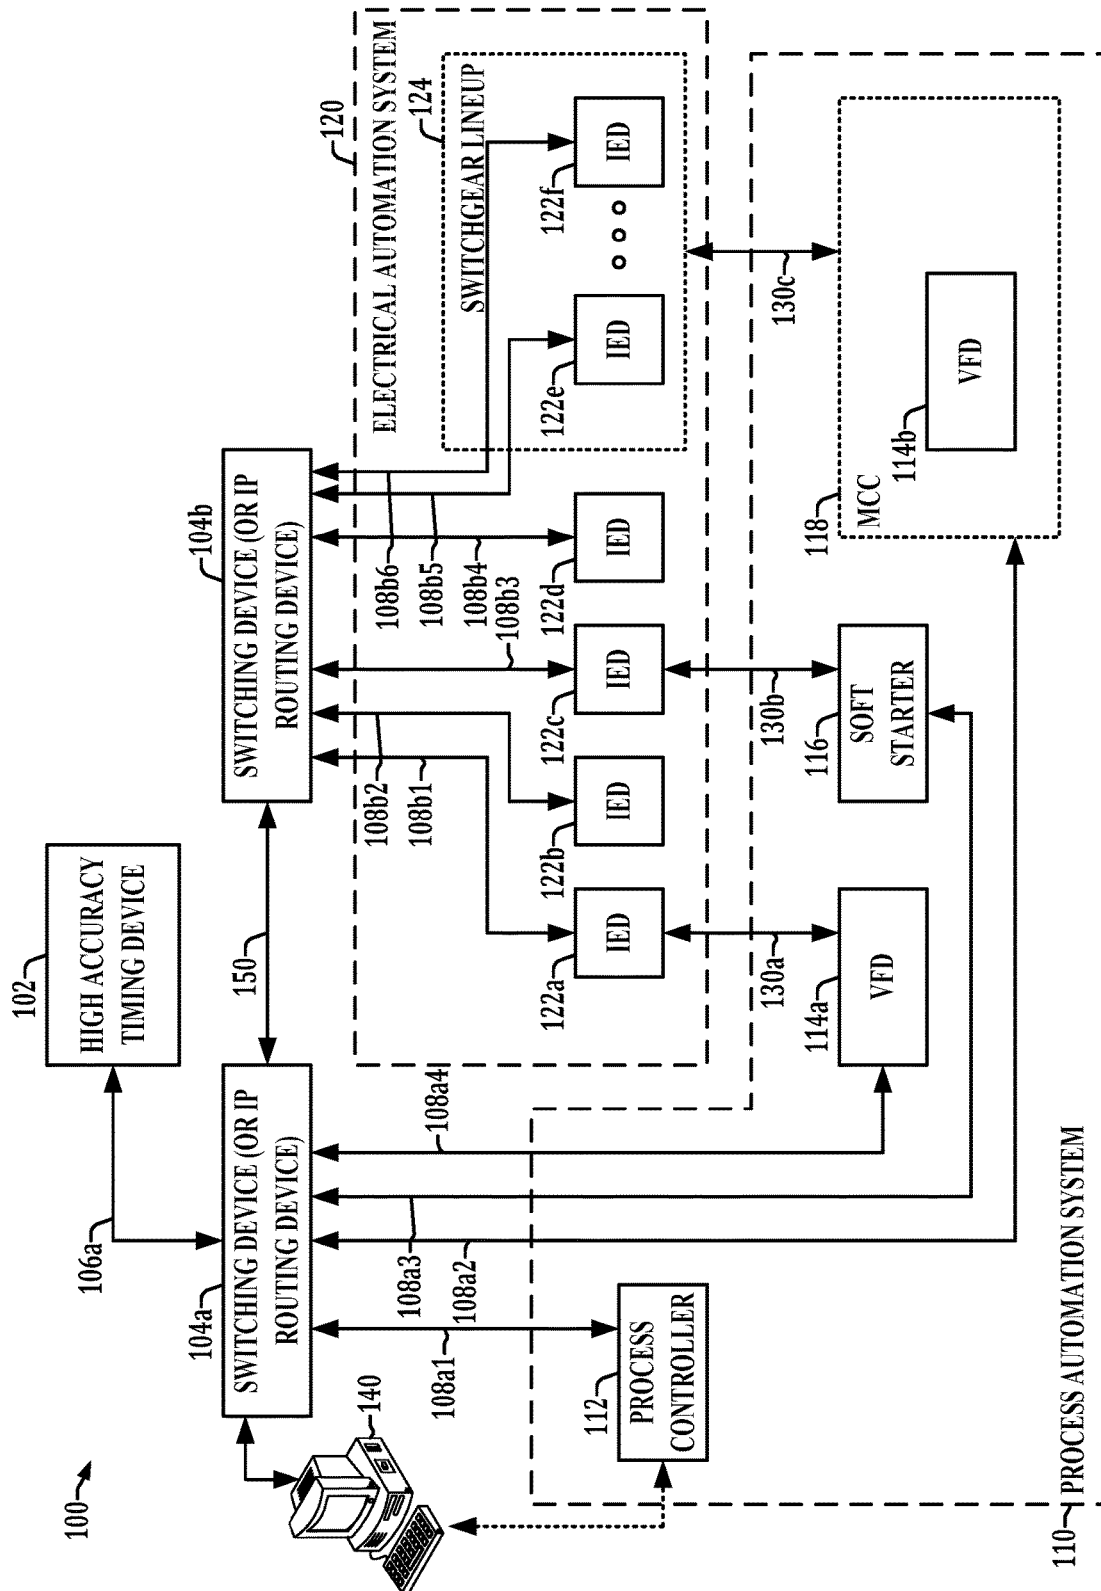 100
102
HIGH ACCURACY
TIMING DEVICE
106a
104a
SWITCHING DEVICE (OR IP
ROUTING DEVICE)
150
104b
SWITCHING DEVICE (OR IP
ROUTING DEVICE)
140
108a1
108a2
108a3
108a4
108b2
108b1
108b3
108b4
108b5
108b6
120
ELECTRICAL AUTOMATION SYSTEM
124
SWITCHGEAR LINEUP
122a
IED
122b
IED
122c
IED
122d
IED
122e
IED
122f
IED
130a
130b
130c
112
PROCESS
CONTROLLER
114a
VFD
116
SOFT
STARTER
118
MCC
114b
VFD
110
PROCESS AUTOMATION SYSTEM